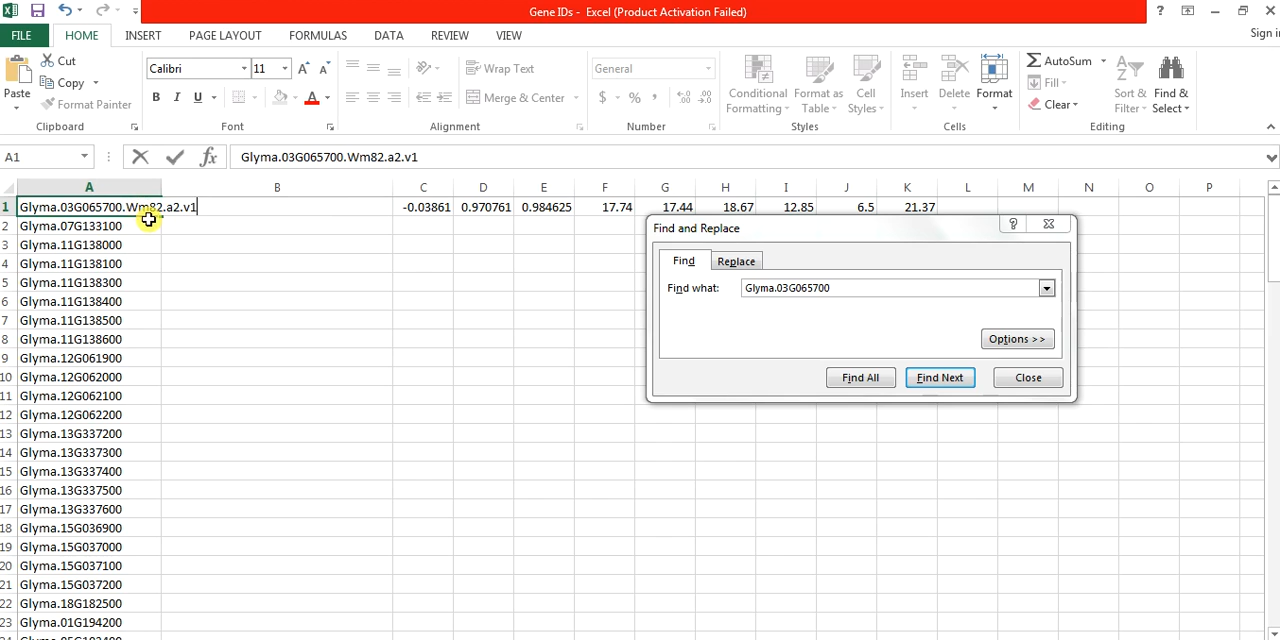 Gene IDs - Excel (Product Activation Failed)
FILE HOME INSERT PAGE LAYOUT FORMULAS DATA REVIEW VIEW Sign in
Paste Cut Copy Format Painter
Calibri 11 A A
B I U A
Wrap Text
Merge & Center
General
$ % ,
Conditional Formatting Format as Table Cell Styles
Insert Delete Format
AutoSum Fill Clear
Sort & Filter Find & Select
Clipboard Font Alignment Number Styles Cells Editing
A1 fx Glyma.03G065700.Wm82.a2.v1
A B C D E F G H I J K L M N O P
1 Glyma.03G065700.Wm82.a2.v1 -0.03861 0.970761 0.984625 17.74 17.44 18.67 12.85 6.5 21.37
2 Glyma.07G133100
3 Glyma.11G138000
4 Glyma.11G138100
5 Glyma.11G138300
6 Glyma.11G138400
7 Glyma.11G138500
8 Glyma.11G138600
9 Glyma.12G061900
10 Glyma.12G062000
11 Glyma.12G062100
12 Glyma.12G062200
13 Glyma.13G337200
14 Glyma.13G337300
15 Glyma.13G337400
16 Glyma.13G337500
17 Glyma.13G337600
18 Glyma.15G036900
19 Glyma.15G037000
20 Glyma.15G037100
21 Glyma.15G037200
22 Glyma.18G182500
23 Glyma.01G194200
Find and Replace
Find Replace
Find what: Glyma.03G065700
Options >>
Find All Find Next Close